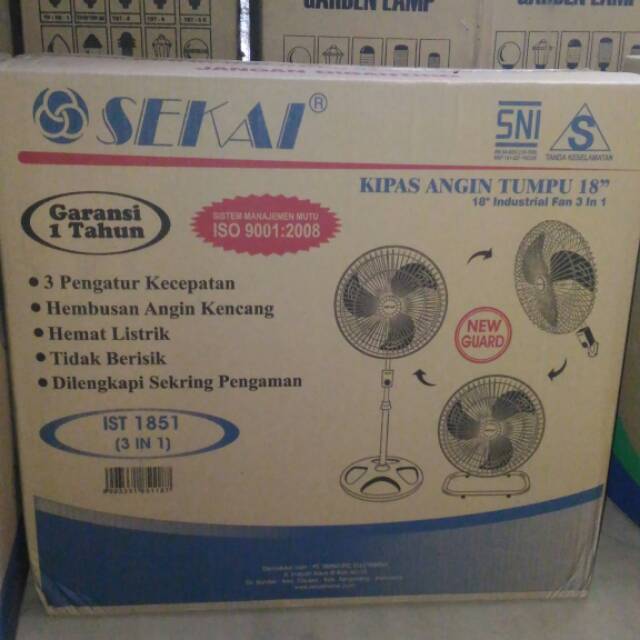 GARDEN LAMP
GARDEN LAMP
SEKAI®
SNI
S
TANDA KESELAMATAN
KIPAS ANGIN TUMPU 18”
18" Industrial Fan 3 In 1
Garansi
1 Tahun
SISTEM MANAJEMEN MUTU
ISO 9001:2008
• 3 Pengatur Kecepatan
• Hembusan Angin Kencang
• Hemat Listrik
• Tidak Berisik
• Dilengkapi Sekring Pengaman
NEW
GUARD
IST 1851
(3 IN 1)